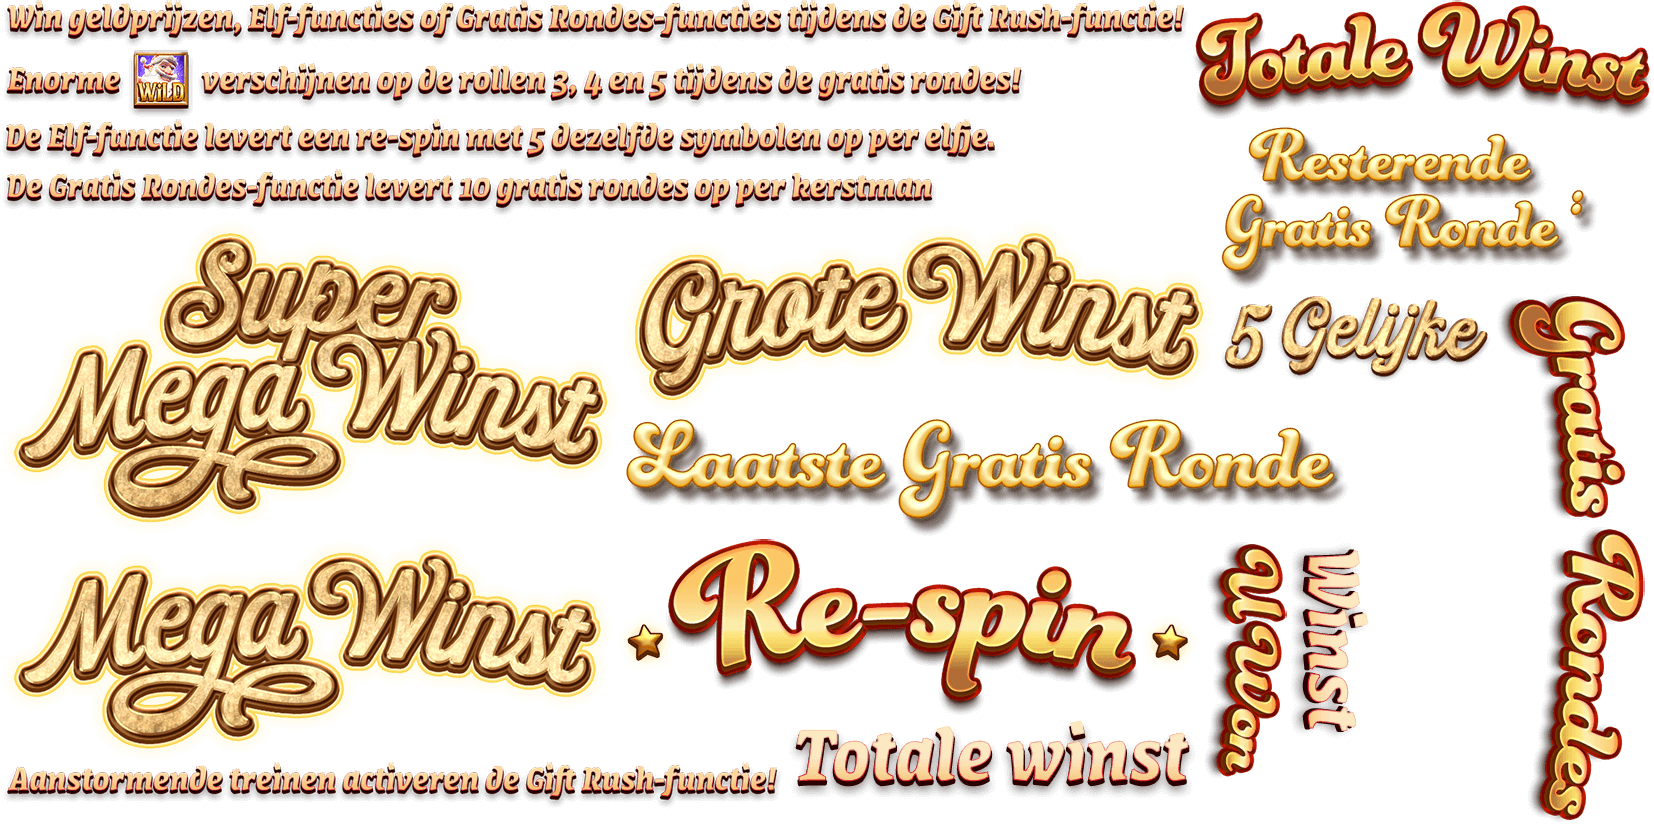 Win geldprijzen, Elf-functies of Gratis Rondes-functies tijdens de Gift Rush-functie!
Enorme WILD verschijnen op de rollen 3, 4 en 5 tijdens de gratis rondes!
De Elf-functie levert een re-spin met 5 dezelfde symbolen op per elfje.
De Gratis Rondes-functie levert 10 gratis rondes op per kerstman
Totale Winst
Resterende
Gratis Ronde :
Super
Mega Winst
Grote Winst
5 Gelijke
Laatste Gratis Ronde
Gratis Rondes
Mega Winst
Re-spin
U Won
Winst
Totale winst
Aanstormende treinen activeren de Gift Rush-functie!